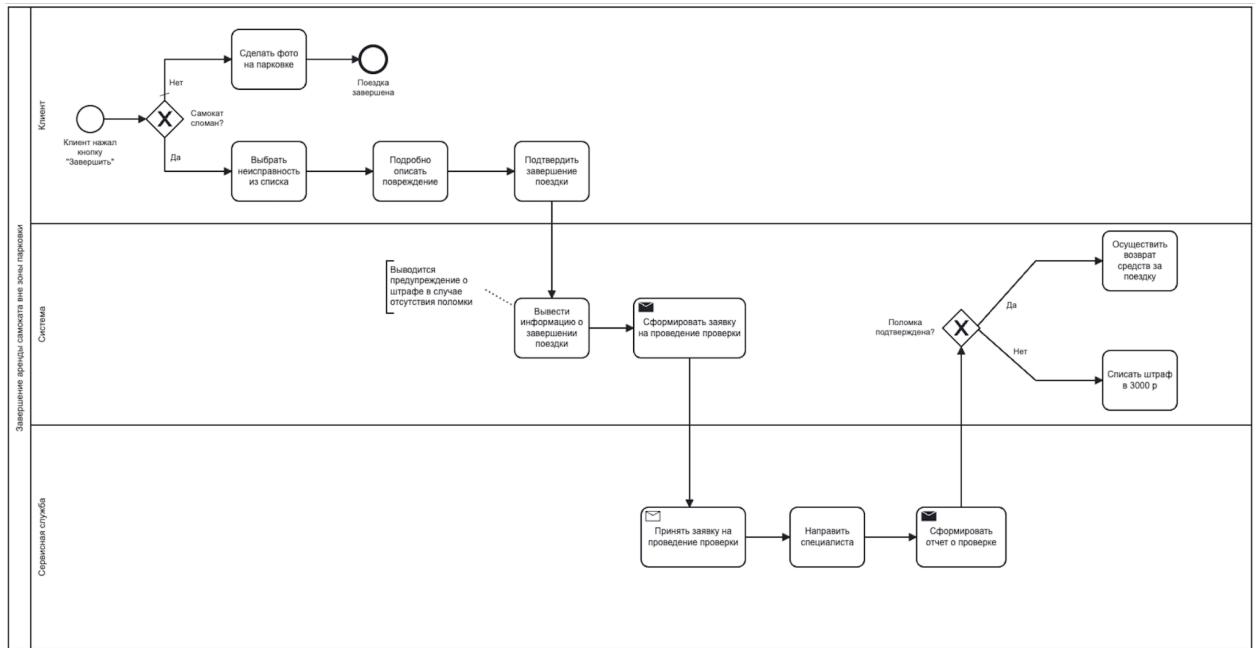 Завершение аренды самоката вне зоны парковки
Клиент
Клиент нажал
кнопку
"Завершить"
Самокат
сломан?
Нет
Сделать фото
на парковке
Поездка
завершена
Да
Выбрать
неисправность
из списка
Подробно
описать
повреждение
Подтвердить
завершение
поездки
Система
Выводится
предупреждение о
штрафе в случае
отсутствия поломки
Вывести
информацию о
завершении
поездки
Сформировать заявку
на проведение проверки
Поломка
подтверждена?
Да
Осуществить
возврат
средств за
поездку
Нет
Списать штраф
в 3000 р
Сервисная служба
Принять заявку на
проведение проверки
Направить
специалиста
Сформировать
отчет о проверке